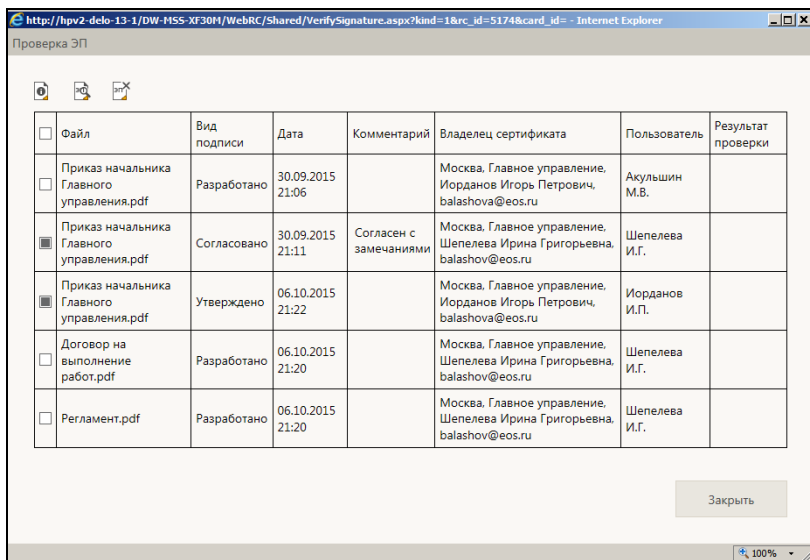 http://hpv2-delo-13-1/DW-MSS-XF30M/WebRC/Shared/VerifySignature.aspx?kind=1&rc_id=5174&card_id= - Internet Explorer
Проверка ЭП
Файл Вид подписи Дата Комментарий Владелец сертификата Пользователь Результат проверки
Приказ начальника Главного управления.pdf Разработано 30.09.2015 21:06 Москва, Главное управление, Иорданов Игорь Петрович, balashova@eos.ru Акульшин М.В.
Приказ начальника Главного управления.pdf Согласовано 30.09.2015 21:11 Согласен с замечаниями Москва, Главное управление, Шепелева Ирина Григорьевна, balashov@eos.ru Шепелева И.Г.
Приказ начальника Главного управления.pdf Утверждено 06.10.2015 21:22 Москва, Главное управление, Иорданов Игорь Петрович, balashova@eos.ru Иорданов И.П.
Договор на выполнение работ.pdf Разработано 06.10.2015 21:20 Москва, Главное управление, Шепелева Ирина Григорьевна, balashov@eos.ru Шепелева И.Г.
Регламент.pdf Разработано 06.10.2015 21:20 Москва, Главное управление, Шепелева Ирина Григорьевна, balashov@eos.ru Шепелева И.Г.
Закрыть
100%